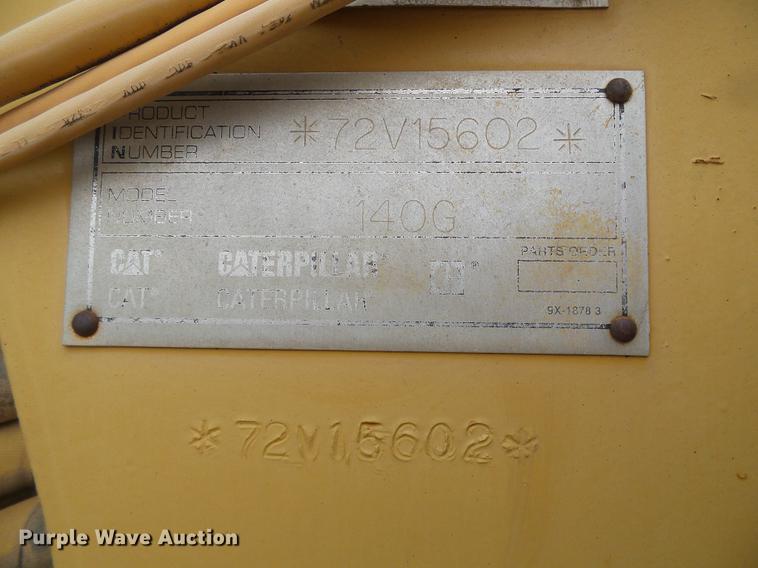 PRODUCT
IDENTIFICATION
NUMBER
*72V15602*
MODEL
NUMBER
140G
CAT® CATERPILLAR®
CAT® CATERPILLAR
PARTS ORDER
9X-1878 3
*72V15602*
Purple Wave Auction